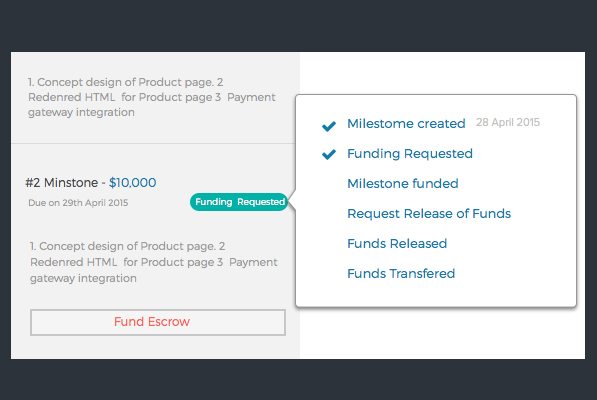 1. Concept design of Product page. 2
Redenred HTML for Product page 3 Payment
gateway integration
#2 Minstone - $10,000
Due on 29th April 2015
Funding Requested
1. Concept design of Product page. 2
Redenred HTML for Product page 3 Payment
gateway integration
Fund Escrow
Milestome created 28 April 2015
Funding Requested
Milestone funded
Request Release of Funds
Funds Released
Funds Transfered